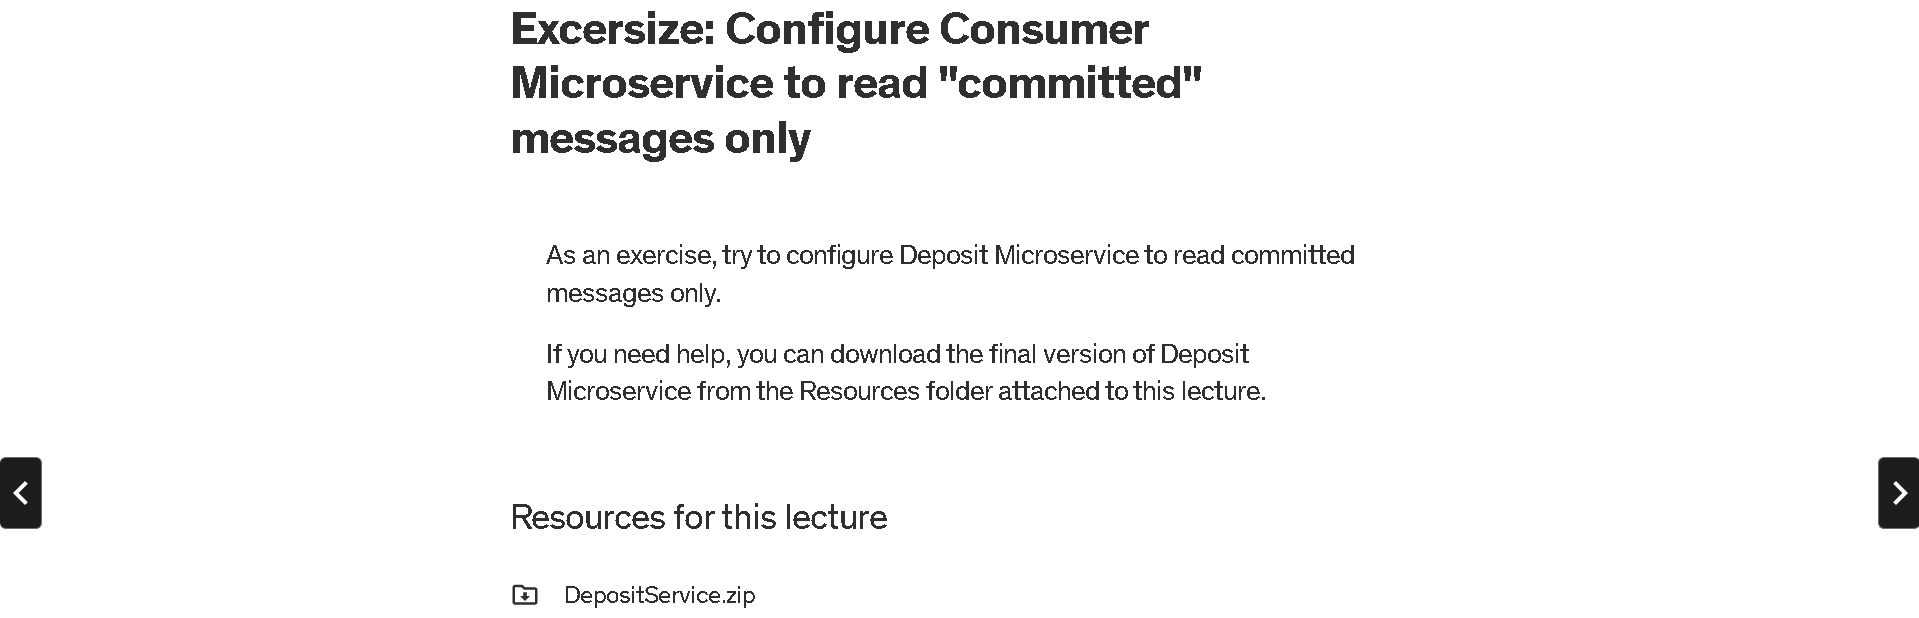 Excersize: Configure Consumer
Microservice to read "committed"
messages only
As an exercise, try to configure Deposit Microservice to read committed
messages only.
If you need help, you can download the final version of Deposit
Microservice from the Resources folder attached to this lecture.
Resources for this lecture
DepositService.zip